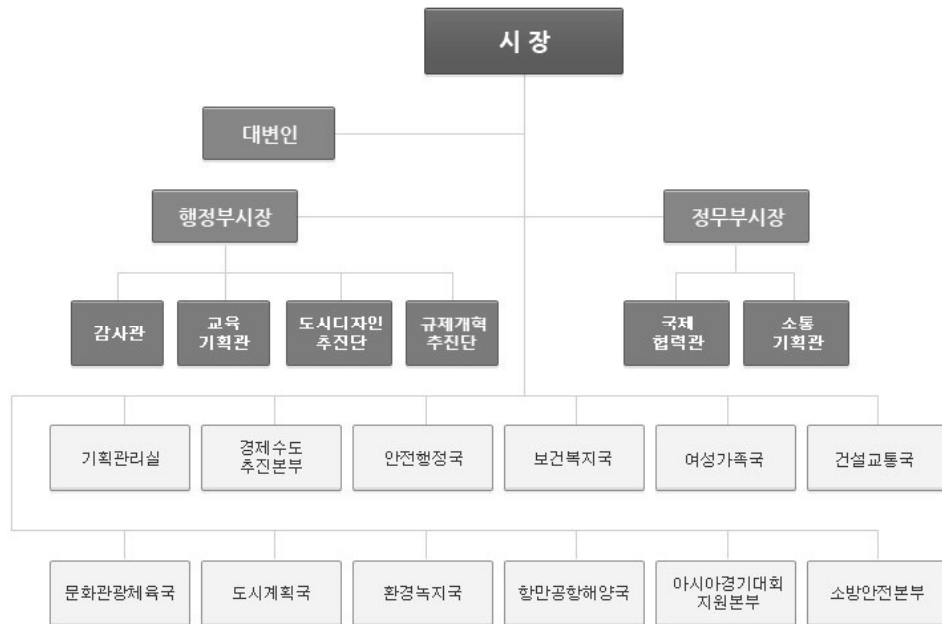 시 장
대변인
행정부시장
정무부시장
감사관
교육
기획관
도시디자인
추진단
규제개혁
추진단
국제
협력관
소통
기획관
기획관리실
경제수도
추진본부
안전행정국
보건복지국
여성가족국
건설교통국
문화관광체육국
도시계획국
환경녹지국
항만공항해양국
아시아경기대회
지원본부
소방안전본부